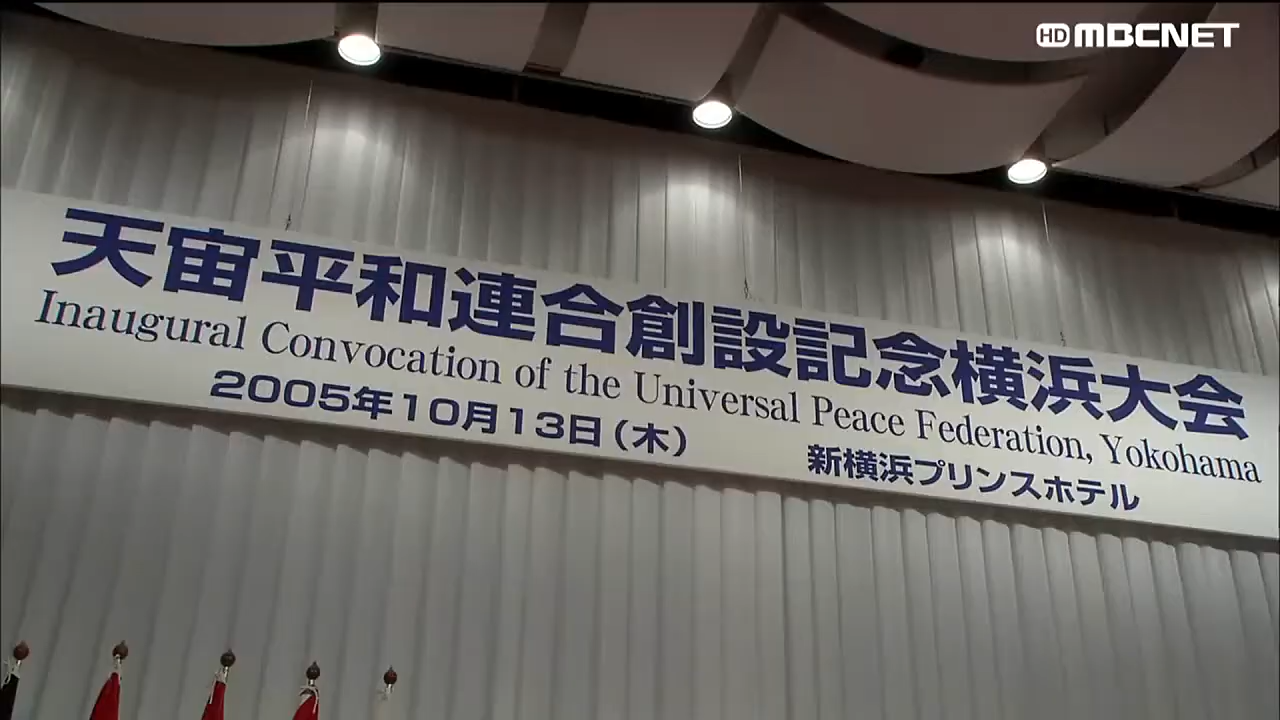 HD MBCNET
天宙平和連合創設記念横浜大会
Inaugural Convocation of the Universal Peace Federation, Yokohama
2005年10月13日(木)
新横浜プリンスホテル